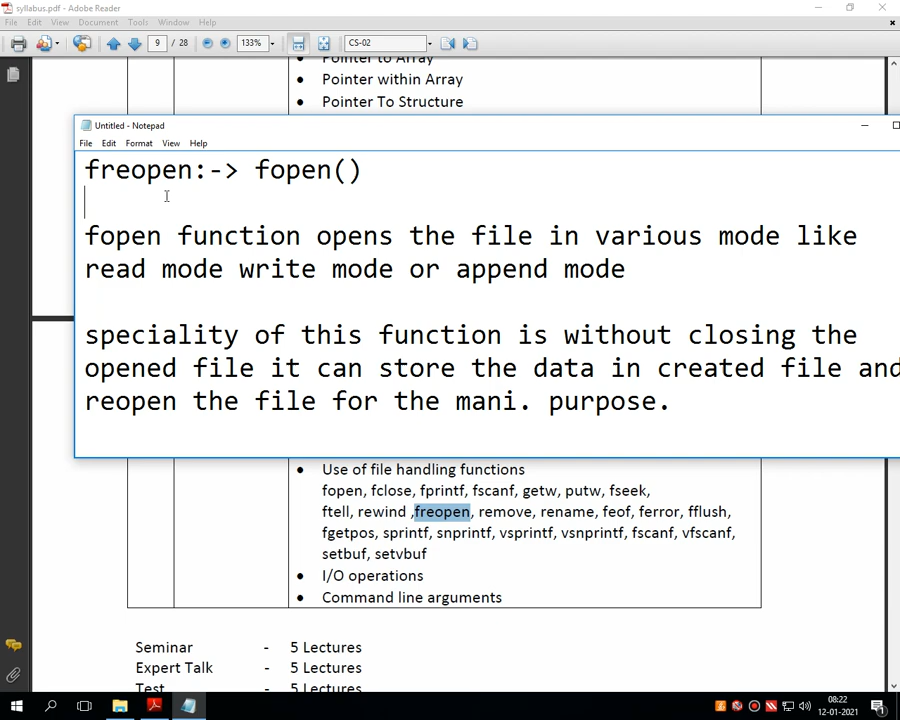 syllabus.pdf - Adobe Reader
File Edit View Document Tools Window Help
9 / 28 133% CS-02
Pointer to Array
• Pointer within Array
• Pointer To Structure
Untitled - Notepad
File Edit Format View Help
freopen:-> fopen()
fopen function opens the file in various mode like
read mode write mode or append mode
speciality of this function is without closing the
opened file it can store the data in created file and
reopen the file for the mani. purpose.
• Use of file handling functions
fopen, fclose, fprintf, fscanf, getw, putw, fseek,
ftell, rewind ,freopen, remove, rename, feof, ferror, fflush,
fgetpos, sprintf, snprintf, vsprintf, vsnprintf, fscanf, vfscanf,
setbuf, setvbuf
• I/O operations
• Command line arguments
Seminar - 5 Lectures
Expert Talk - 5 Lectures
Test - 5 Lectures
08:22
12-01-2021
1